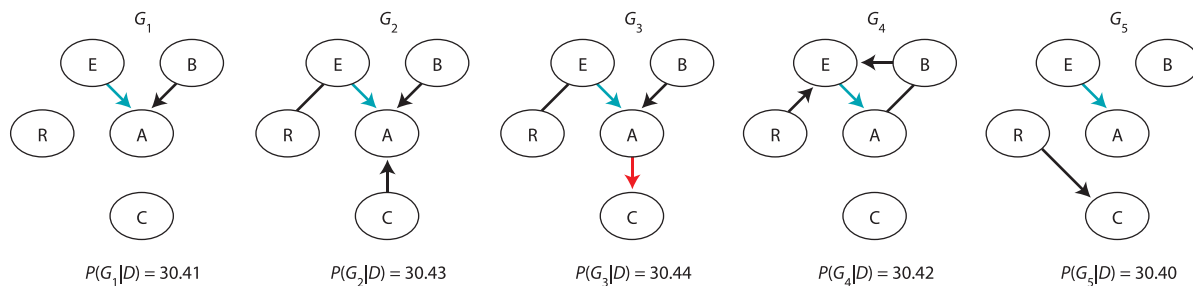 G1 G2 G3 G4 G5
E B E B E B E B E B
R A R A R A R A R A
C C C C C
P(G1|D) = 30.41 P(G2|D) = 30.43 P(G3|D) = 30.44 P(G4|D) = 30.42 P(G5|D) = 30.40